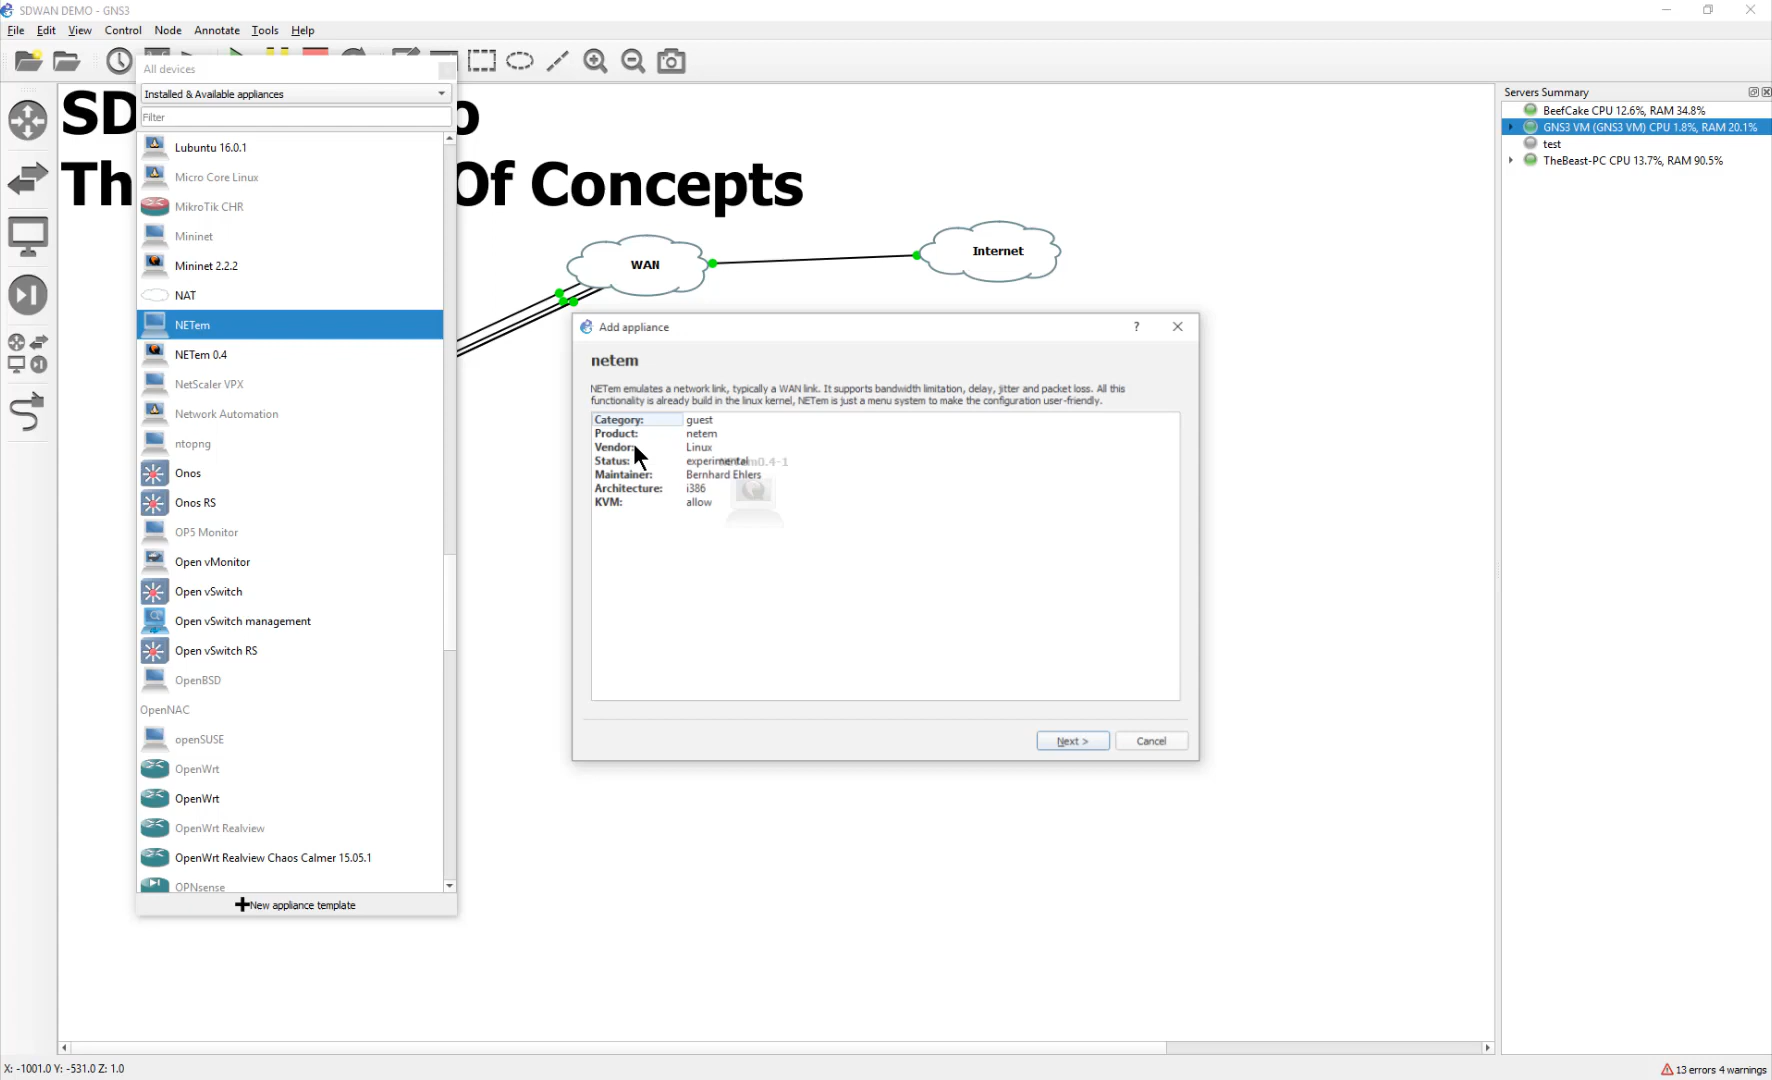 SDWAN DEMO - GNS3
File Edit View Control Node Annotate Tools Help
All devices
Installed & Available appliances
Filter
SD
o
Th
Of Concepts
Lubuntu 16.0.1
Micro Core Linux
MikroTik CHR
Mininet
Mininet 2.2.2
NAT
NETem
NETem 0.4
NetScaler VPX
Network Automation
ntopng
Onos
Onos RS
OP5 Monitor
Open vMonitor
Open vSwitch
Open vSwitch management
Open vSwitch RS
OpenBSD
OpenNAC
openSUSE
OpenWrt
OpenWrt
OpenWrt Realview
OpenWrt Realview Chaos Calmer 15.05.1
OPNsense
New appliance template
WAN
Internet
Add appliance
?
netem
NETem emulates a network link, typically a WAN link. It supports bandwidth limitation, delay, jitter and packet loss. All this
functionality is already build in the linux kernel, NETem is just a menu system to make the configuration user-friendly.
Category: guest
Product: netem
Vendor: Linux
Status: experimental
Maintainer: Bernhard Ehlers
Architecture: i386
KVM: allow
Next >
Cancel
Servers Summary
BeefCake CPU 12.6%, RAM 34.8%
GNS3 VM (GNS3 VM) CPU 1.8%, RAM 20.1%
test
TheBeast-PC CPU 13.7%, RAM 90.5%
X: -1001.0 Y: -531.0 Z: 1.0
13 errors 4 warnings